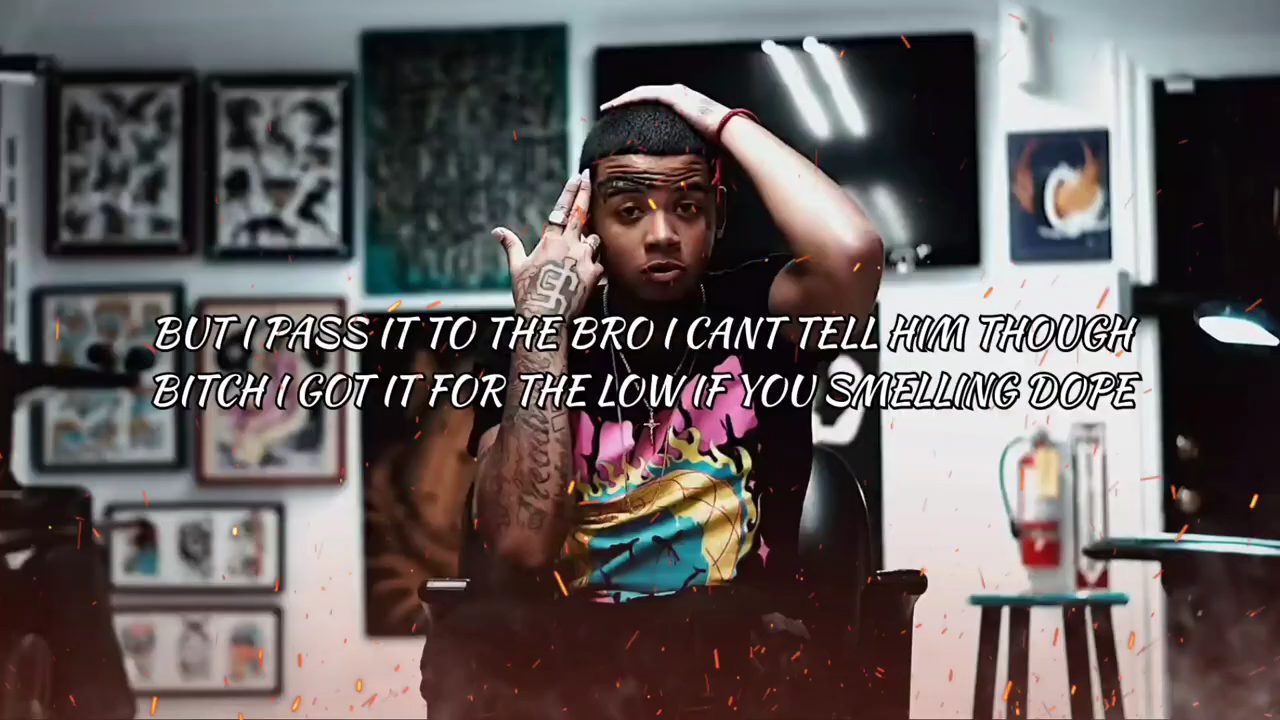 BUT I PASS IT TO THE BRO I CANT TELL HIM THOUGH
BITCH I GOT IT FOR THE LOW IF YOU SMELLING DOPE